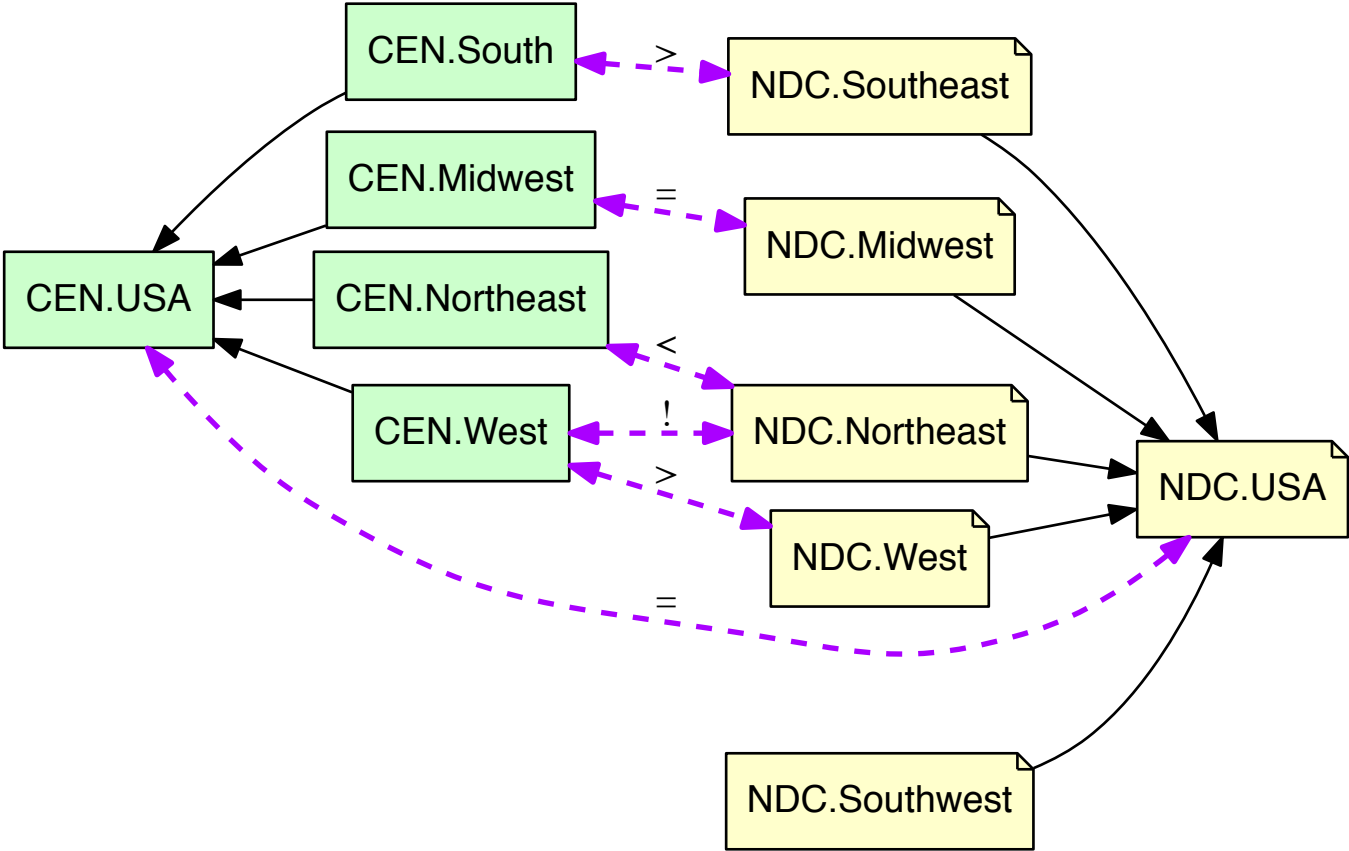 CEN.South
>
NDC.Southeast
CEN.Midwest
=
NDC.Midwest
CEN.USA
CEN.Northeast
<
CEN.West
!
NDC.Northeast
>
NDC.USA
NDC.West
=
NDC.Southwest